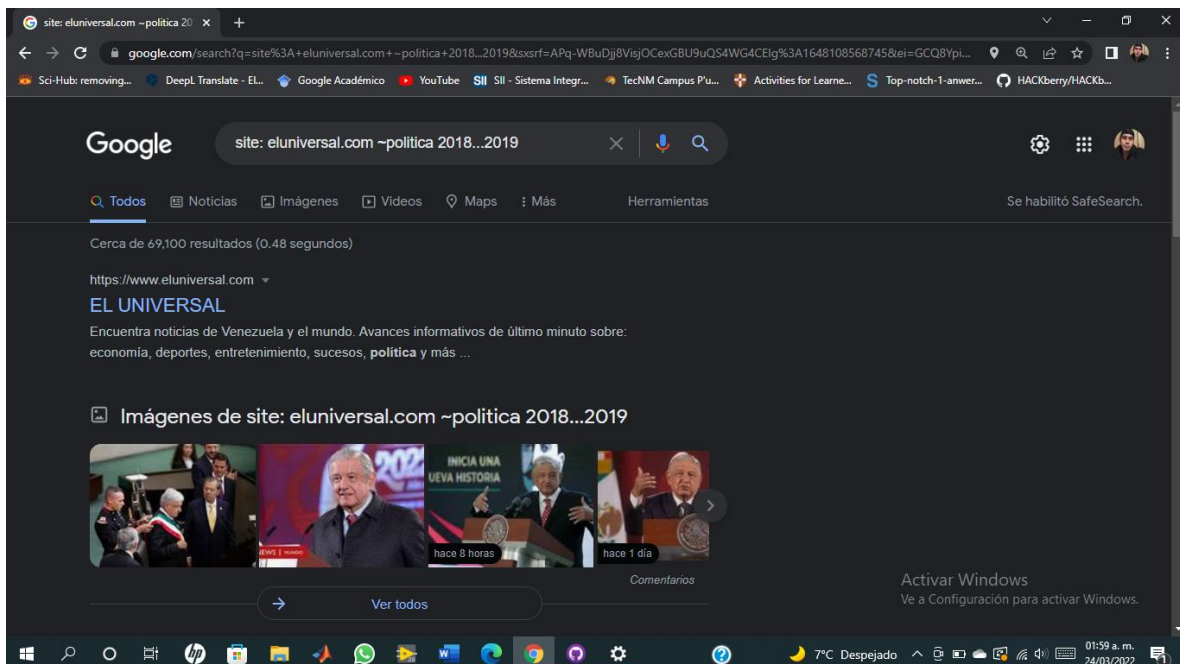 site: eluniversal.com ~politica 20
google.com/search?q=site%3A+eluniversal.com+~politica+2018...2019&sxsrf=APq-WBuDjj8VisjOCexGBU9uQS4WG4CEIg%3A1648108568745&ei=GCQ8Ypi...
Sci-Hub: removing... DeepL Translate - EL... Google Académico YouTube SII SII - Sistema Integr... TecNM Campus P'u... Activities for Learne... S Top-notch-1-anwer... HACKberry/HACKb...
Google site: eluniversal.com ~politica 2018...2019
Todos Noticias Imágenes Videos Maps Más Herramientas Se habilitó SafeSearch.
Cerca de 69,100 resultados (0.48 segundos)
https://www.eluniversal.com
EL UNIVERSAL
Encuentra noticias de Venezuela y el mundo. Avances informativos de último minuto sobre:
economía, deportes, entretenimiento, sucesos, política y más ...
Imágenes de site: eluniversal.com ~politica 2018...2019
202
INICIA UNA
UEVA HISTORIA
NEWS | MUNDO
hace 8 horas
hace 1 día
Comentarios
Ver todos
Activar Windows
Ve a Configuración para activar Windows.
hp
7°C Despejado
01:59 a. m.
24/03/2022